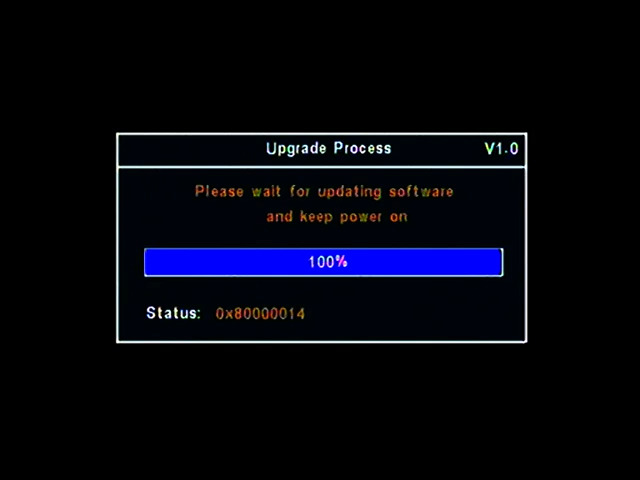 Upgrade Process V1.0
Please wait for updating software
and keep power on
100%
Status: 0x80000014